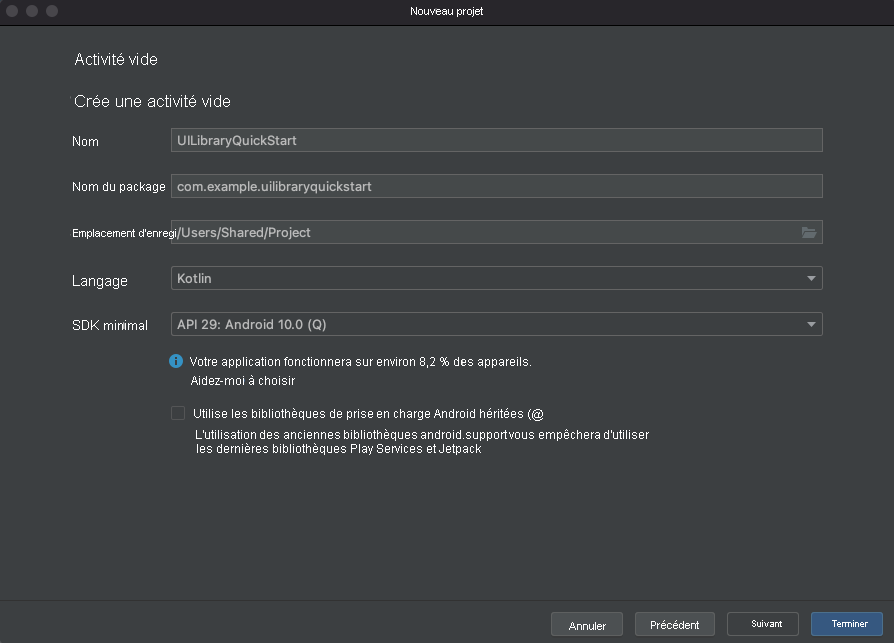 Nouveau projet
Activité vide
Crée une activité vide
Nom
UILibraryQuickStart
Nom du package
com.example.uilibraryquickstart
Emplacement d'enregi
/Users/Shared/Project
Langage
Kotlin
SDK minimal
API 29: Android 10.0 (Q)
Votre application fonctionnera sur environ 8,2 % des appareils.
Aidez-moi à choisir
Utilise les bibliothèques de prise en charge Android héritées (@
L'utilisation des anciennes bibliothèques android.support vous empêchera d'utiliser
les dernières bibliothèques Play Services et Jetpack
Annuler
Précédent
Suivant
Terminer